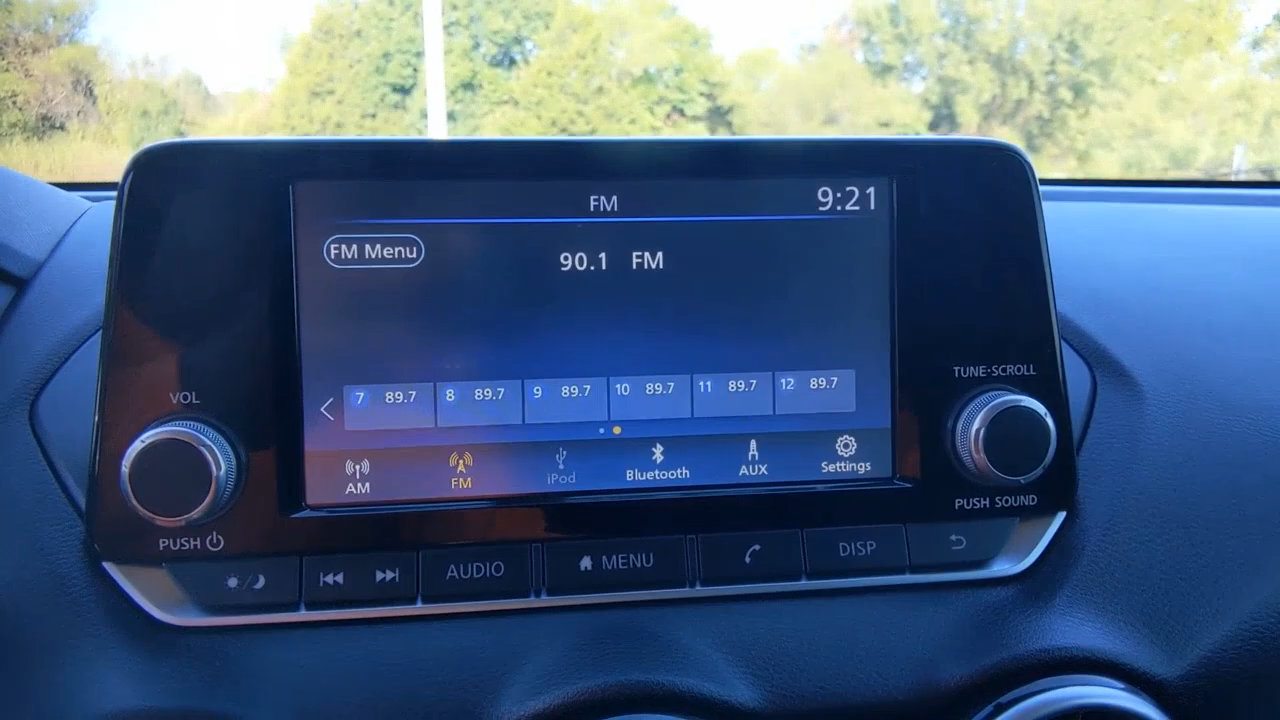 FM 9:21
FM Menu
90.1 FM
7 89.7 8 89.7 9 89.7 10 89.7 11 89.7 12 89.7
AM FM iPod Bluetooth AUX Settings
VOL
PUSH
TUNE·SCROLL
PUSH SOUND
AUDIO MENU DISP